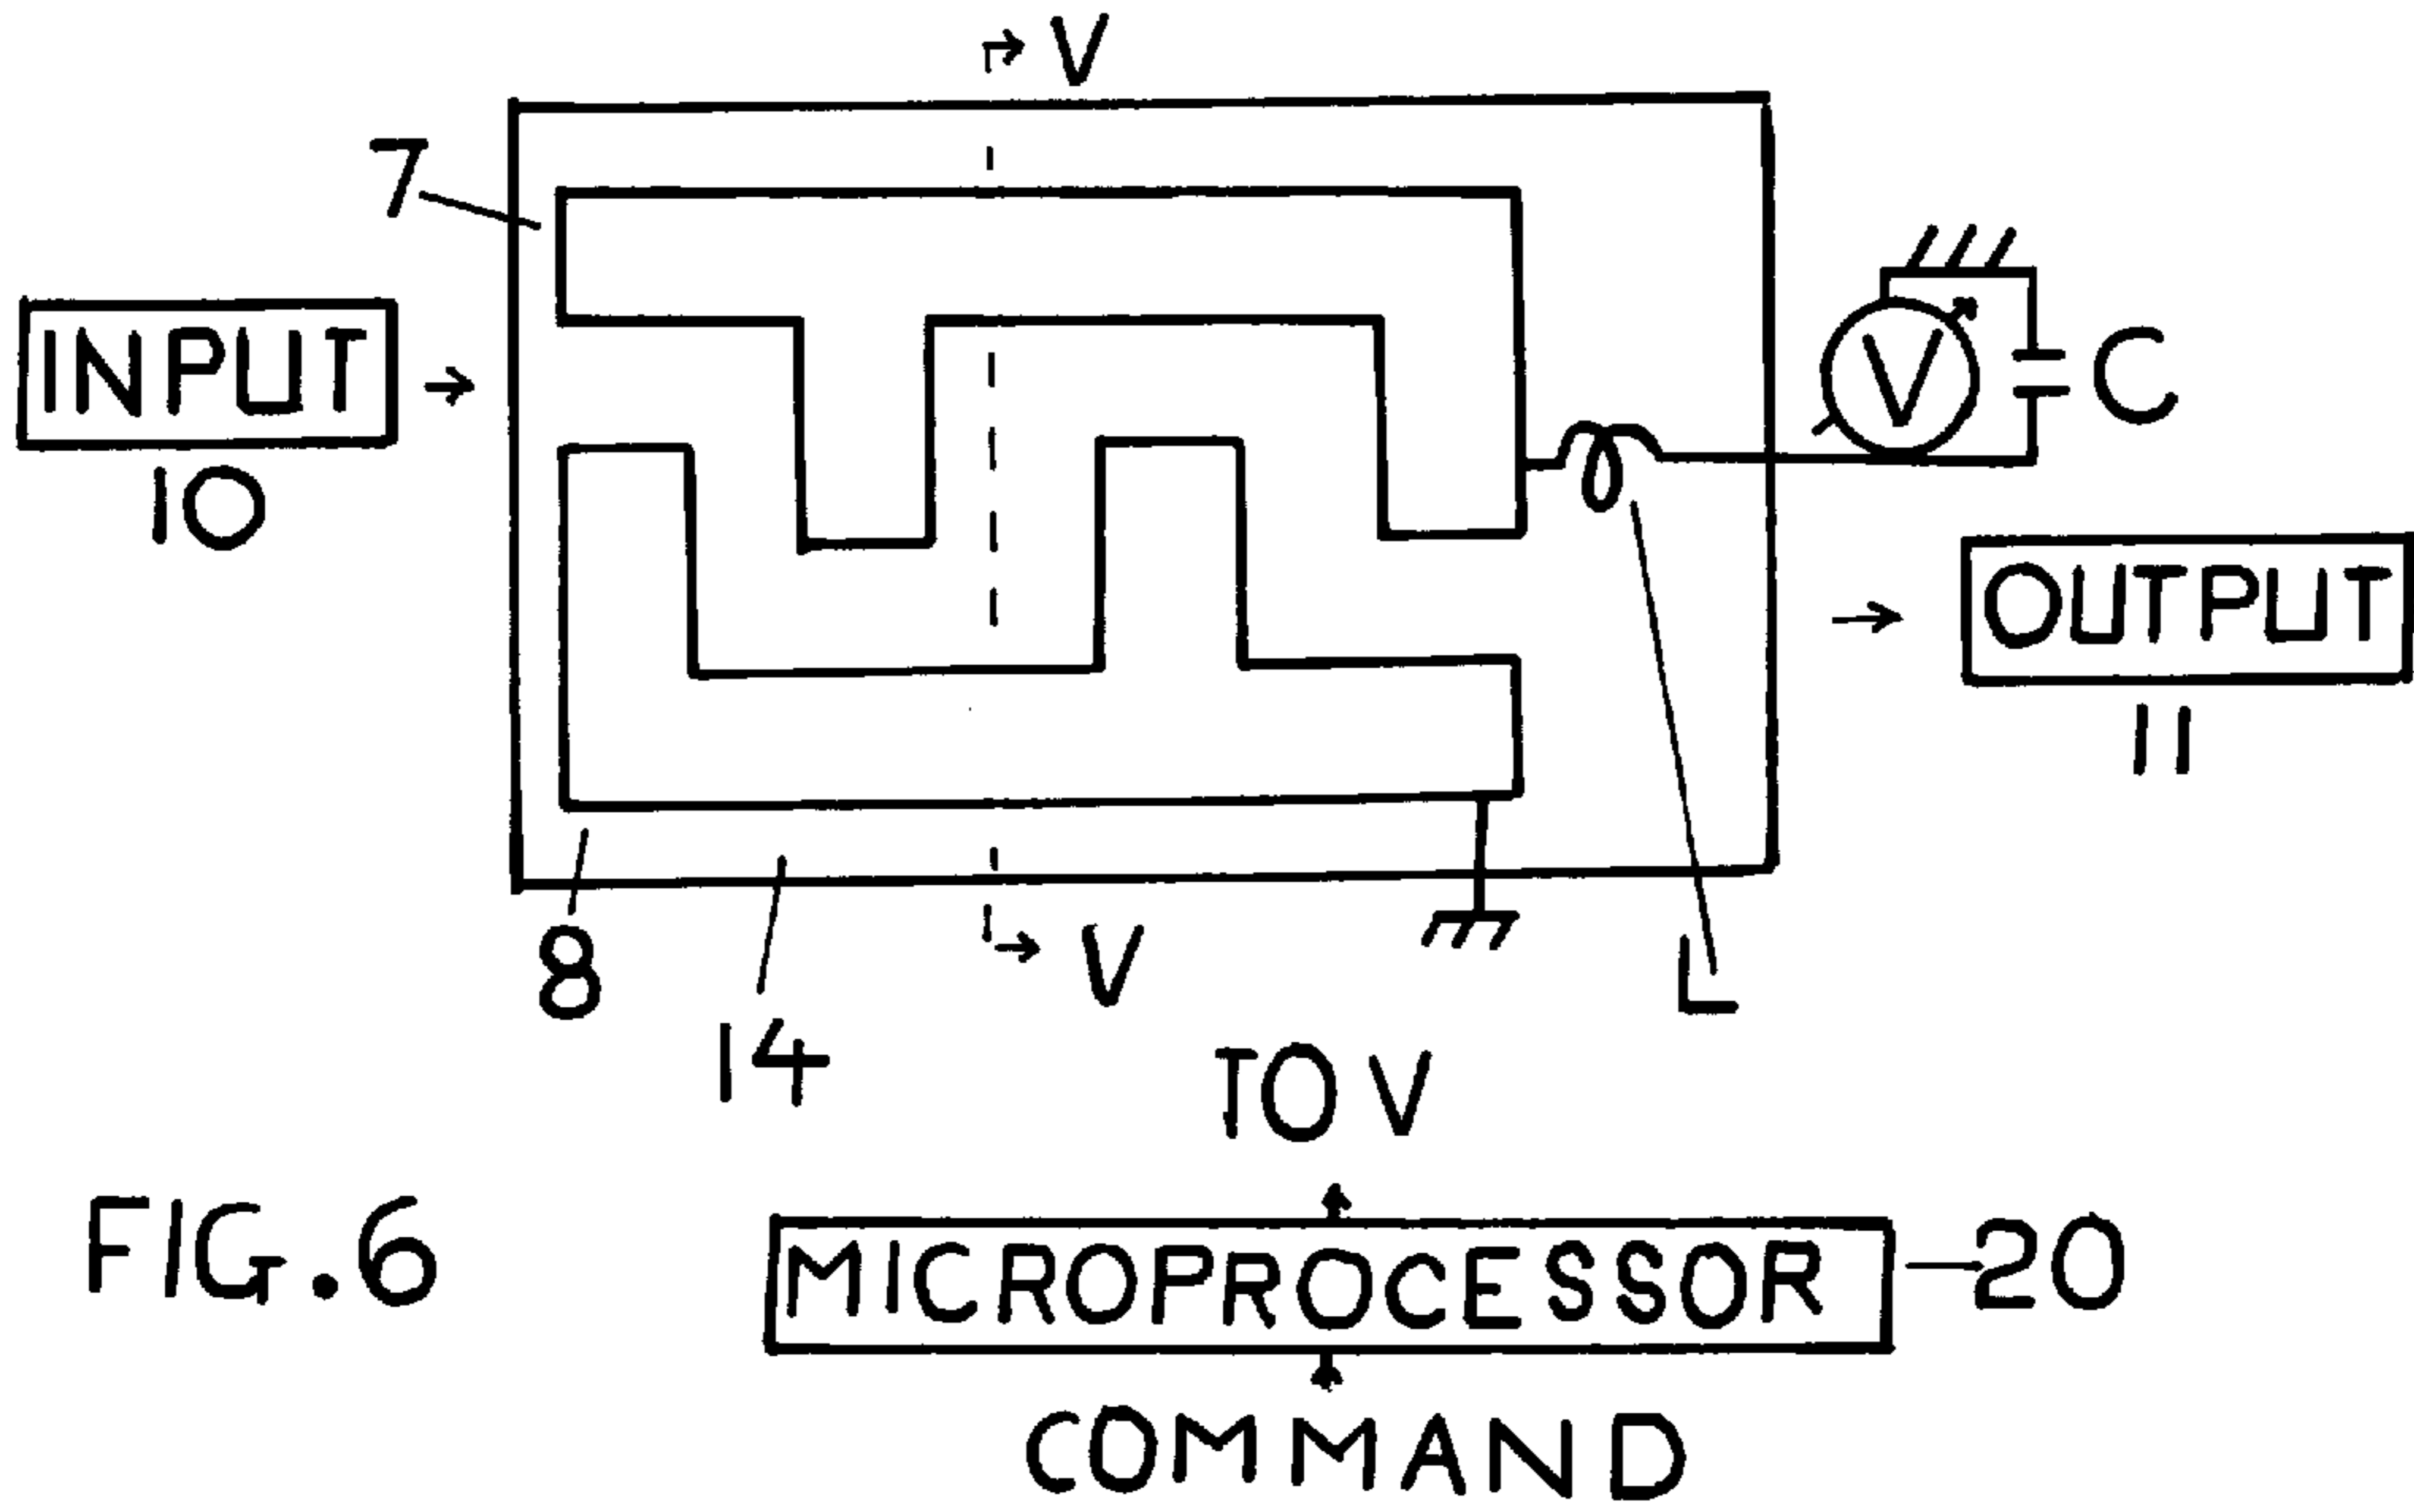 V
7
INPUT
10
V
C
OUTPUT
11
8
14
V
L
TO V
FIG.6
MICROPROCESSOR
20
COMMAND